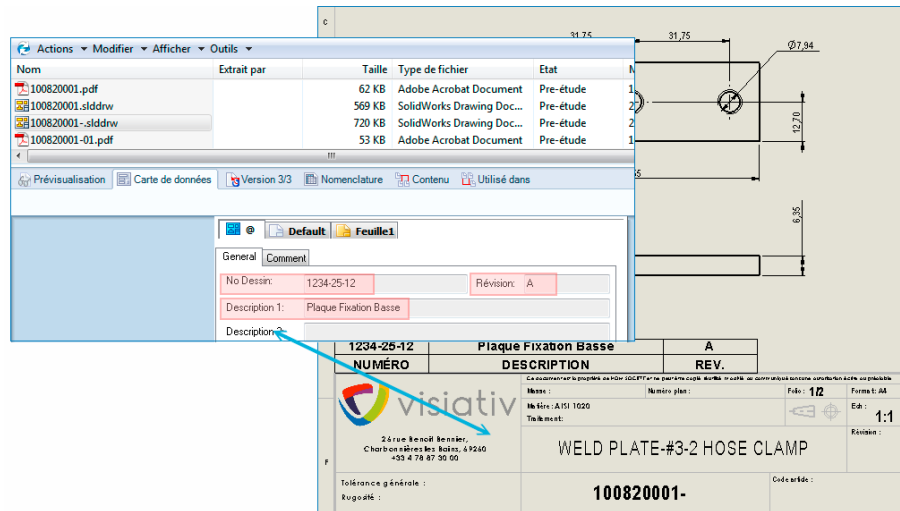 C
31,75
31,75
Ø7,94
12,70
6,35
Actions Modifier Afficher Outils
Nom Extrait par Taille Type de fichier Etat
100820001.pdf 62 KB Adobe Acrobat Document Pre-étude
100820001.slddrw 569 KB SolidWorks Drawing Doc... Pre-étude
100820001-.slddrw 720 KB SolidWorks Drawing Doc... Pre-étude
100820001-01.pdf 53 KB Adobe Acrobat Document Pre-étude
Prévisualisation Carte de données Version 3/3 Nomenclature Contenu Utilisé dans
@ Default Feuille1
General Comment
No Dessin: 1234-25-12 Révision: A
Description 1: Plaque Fixation Basse
Description 2:
1234-25-12 Plaque Fixation Basse A
NUMÉRO DESCRIPTION REV.
visiativ
26 rue Benoit Bennier,
Charbonnières les Bains, 69260
+33 4 78 87 30 00
Masse : Numéro plan : Folio : 1/2 Format: A4
Matière : AISI 1020
Traitement:
Ech : 1:1
Révision :
WELD PLATE-#3-2 HOSE CLAMP
F
Tolérance générale :
Rugosité :
100820001-
Code article :